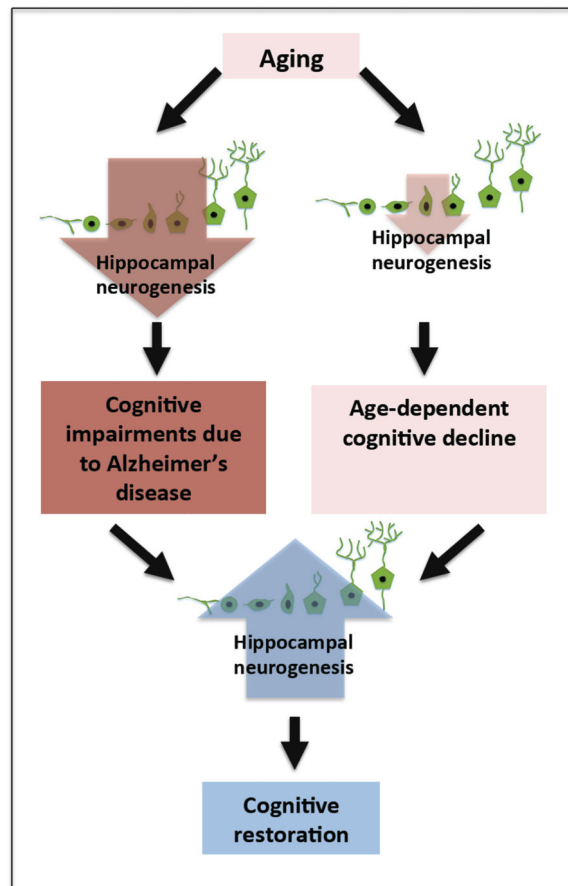 Aging
Hippocampal
neurogenesis
Hippocampal
neurogenesis
Cognitive
impairments due
to Alzheimer's
disease
Age-dependent
cognitive decline
Hippocampal
neurogenesis
Cognitive
restoration